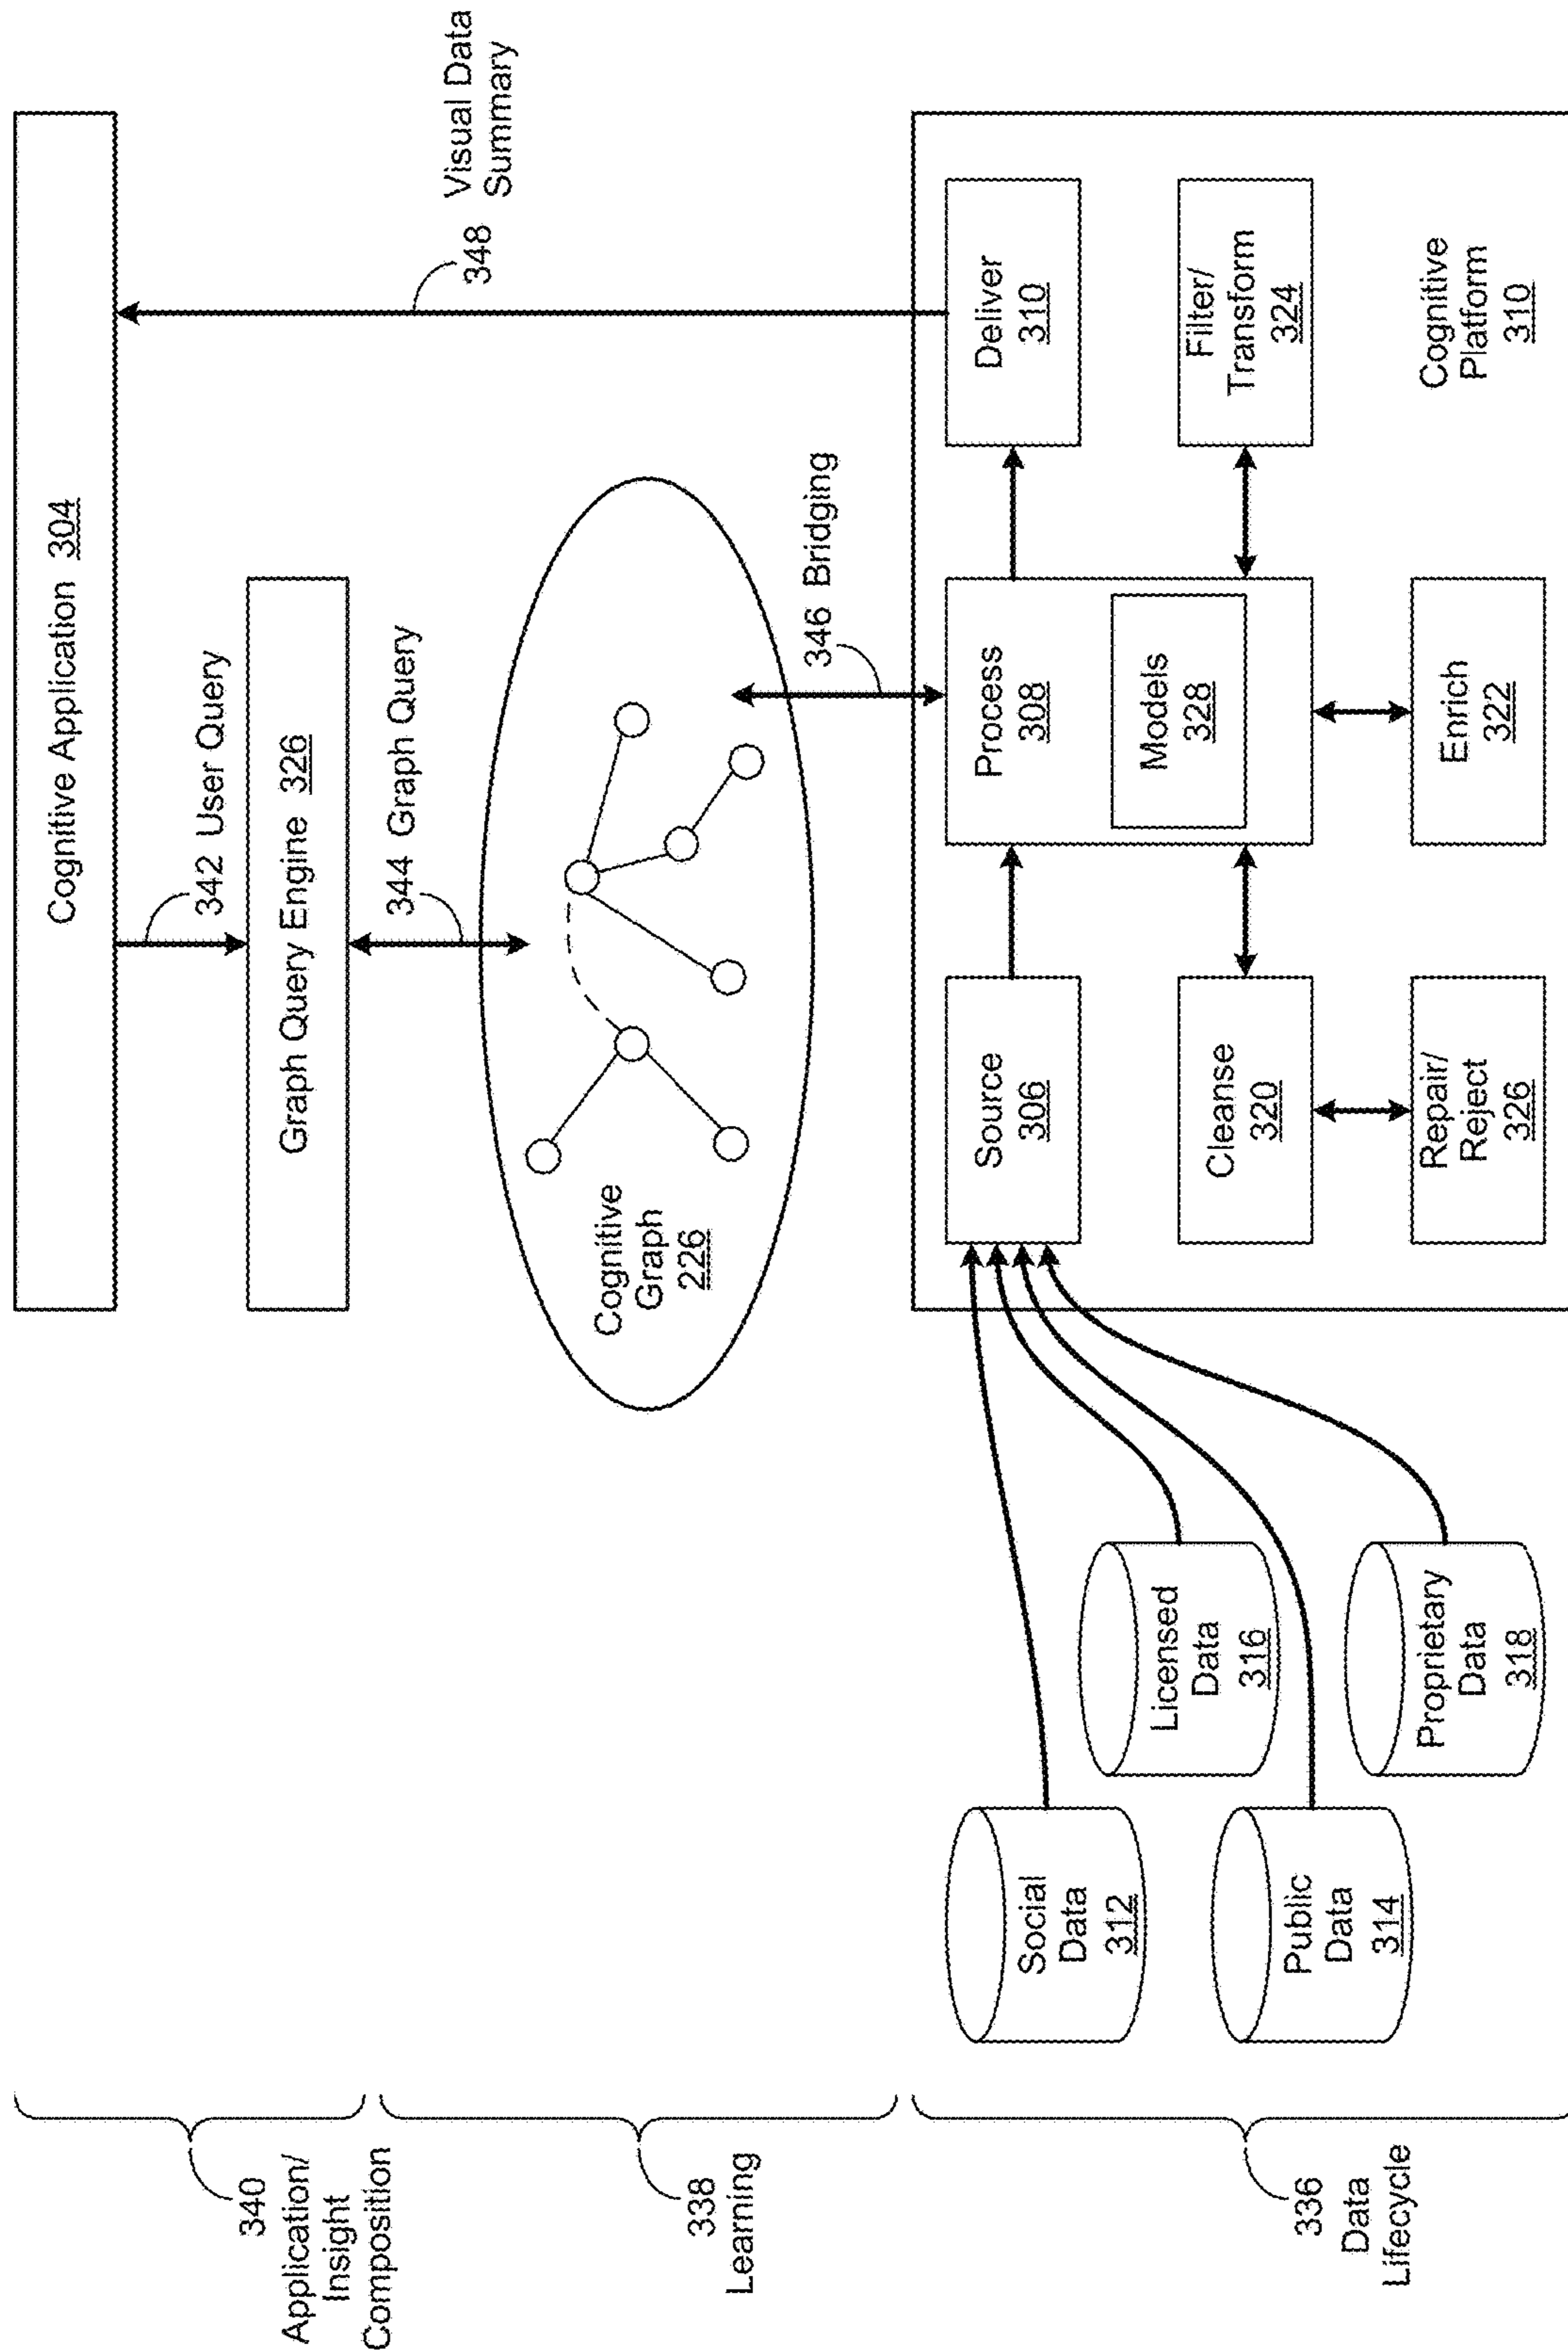 Cognitive Application 304
342 User Query
348 Visual Data
Summary
340
Application/
Insight
Composition
Graph Query Engine 326
344 Graph Query
Cognitive
Graph
226
338
Learning
346 Bridging
Social
Data
312
Licensed
Data
316
Public
Data
314
Proprietary
Data
318
336
Data
Lifecycle
Source
306
Process
308
Deliver
310
Models
328
Cleanse
320
Filter/
Transform
324
Repair/
Reject
326
Enrich
322
Cognitive
Platform
310